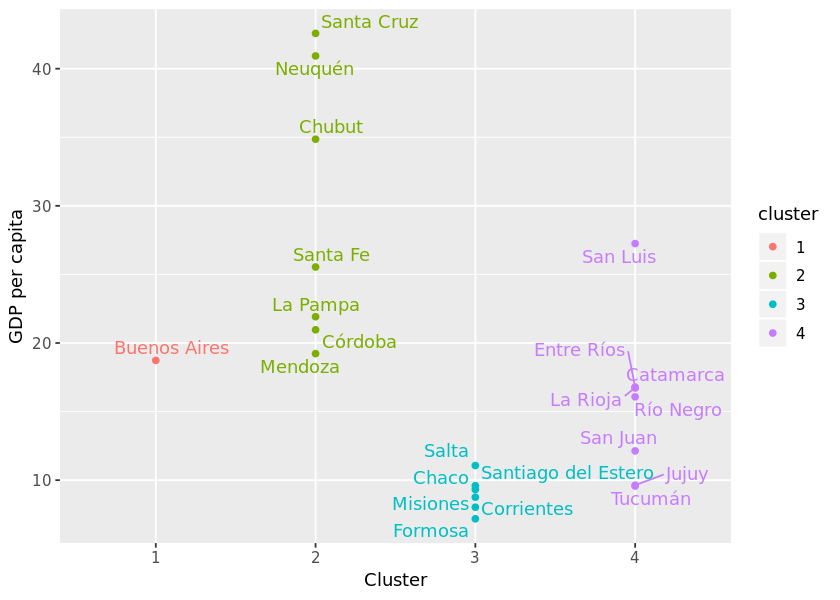 Santa Cruz
40
Neuquén
Chubut
30
Santa Fe
San Luis
La Pampa
20
Córdoba
Buenos Aires
Entre Ríos
Mendoza
Catamarca
La Rioja
Río Negro
San Juan
Salta
Santiago del Estero
Jujuy
Chaco
10
Tucumán
Misiones
Corrientes
Formosa
1 2 3 4
Cluster
GDP per capita
cluster
1
2
3
4